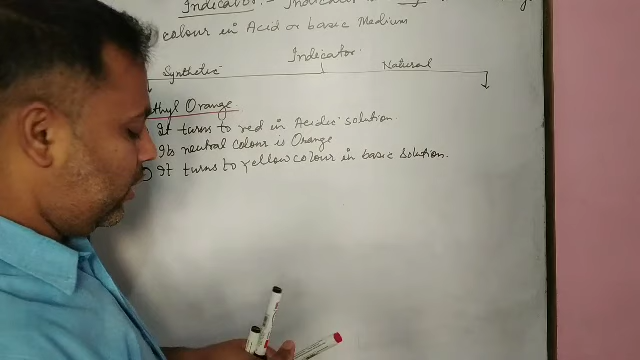 Indicator :-
colour in Acid or basic Medium
Indicator
Synthetic Natural
thyl Orange
It turns to red in Acidic solution.
Its neutral colour is Orange
It turns to yellow colour in basic solution.